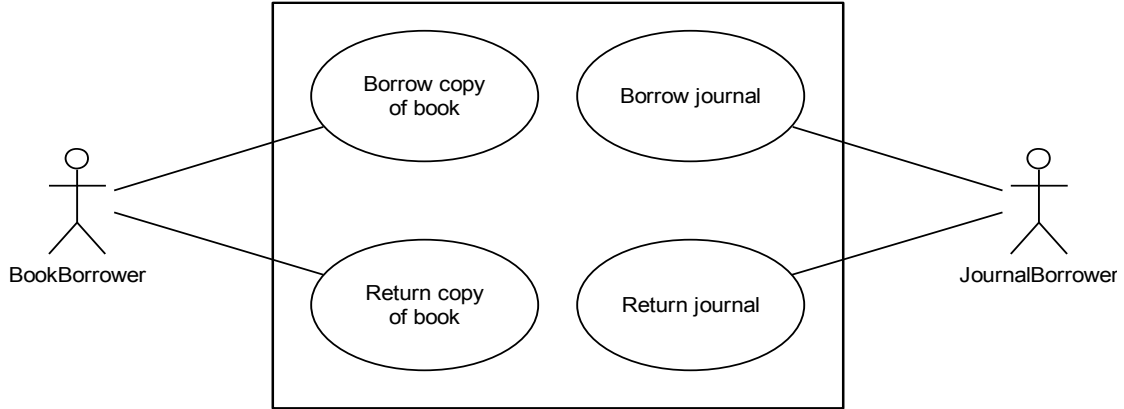 Borrow copy
of book
Borrow journal
BookBorrower
JournalBorrower
Return copy
of book
Return journal